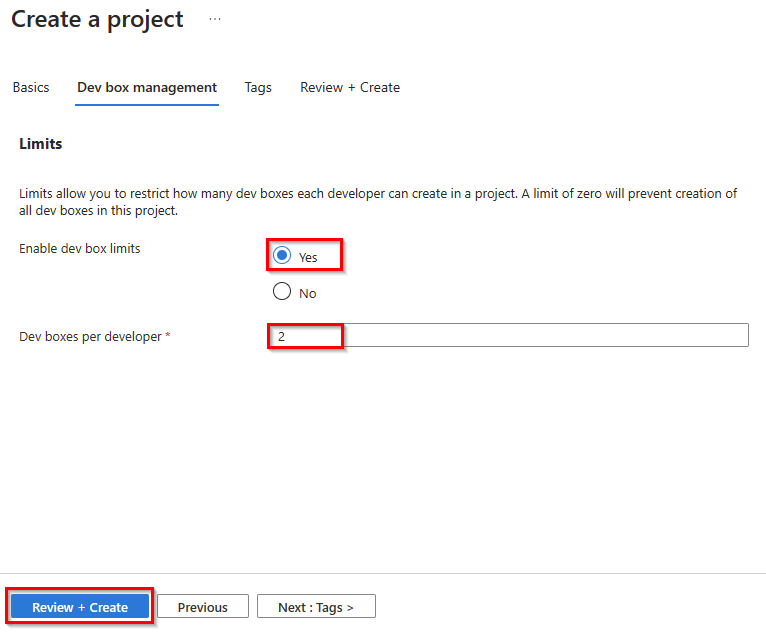 Create a project ...
Basics Dev box management Tags Review + Create
Limits
Limits allow you to restrict how many dev boxes each developer can create in a project. A limit of zero will prevent creation of
all dev boxes in this project.
Enable dev box limits
Yes
No
Dev boxes per developer *
2
Review + Create Previous Next : Tags >